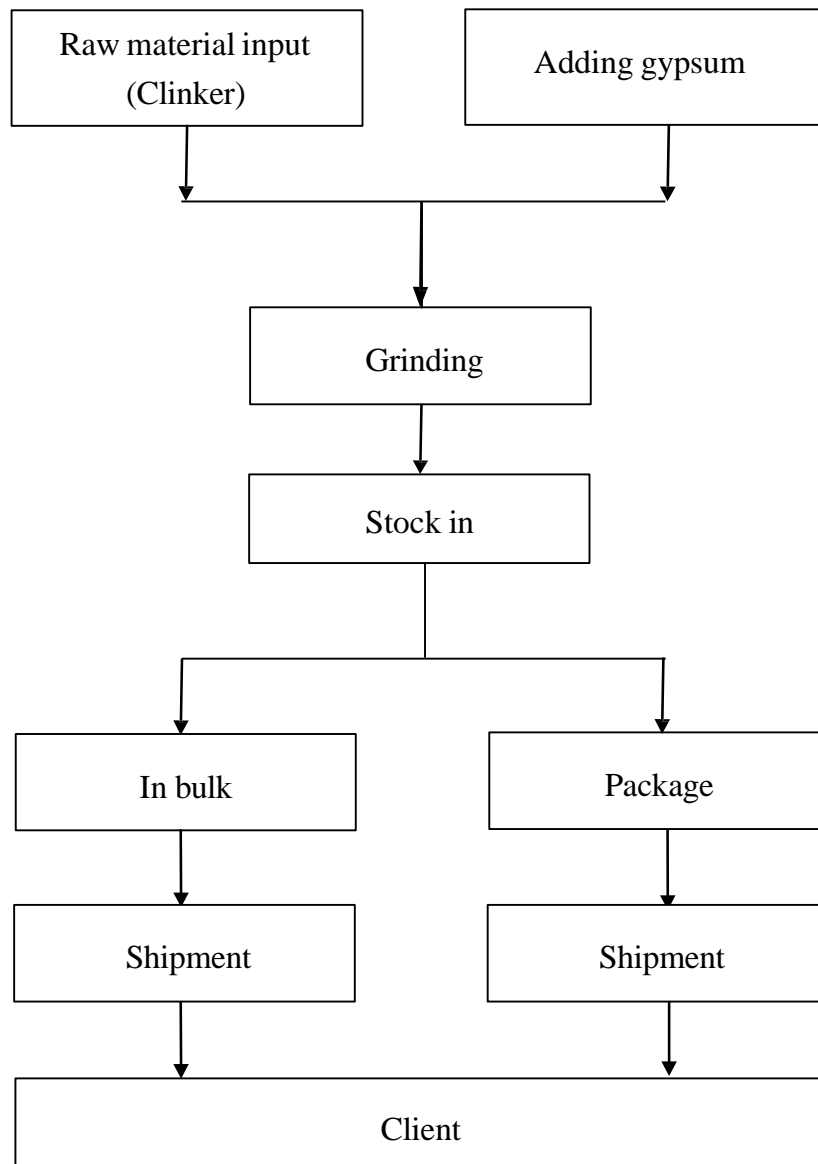 Raw material input
(Clinker)
Adding gypsum
Grinding
Stock in
In bulk
Package
Shipment
Shipment
Client